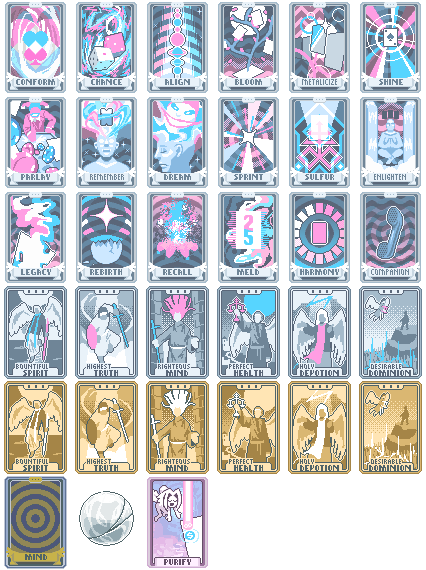 CONFORM
CHANCE
ALIGN
BLOOM
METALICIZE
SHINE
PARLAY
REMEMBER
DREAM
SPRINT
SULFUR
ENLIGHTEN
LEGACY
REBIRTH
RECALL
25
MELD
HARMONY
COMPANION
BOUNTIFUL
SPIRIT
HIGHEST
TRUTH
RIGHTEOUS
MIND
PERFECT
HEALTH
HOLY
DEVOTION
DESIRABLE
DOMINION
BOUNTIFUL
SPIRIT
HIGHEST
TRUTH
RIGHTEOUS
MIND
PERFECT
HEALTH
HOLY
DEVOTION
DESIRABLE
DOMINION
MIND
PURIFY